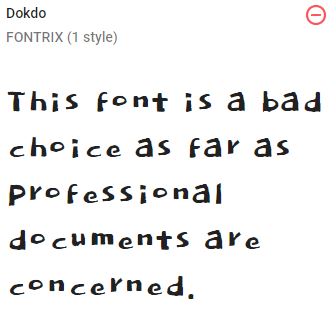 Dokdo
FONTRIX (1 style)
This font is a bad
choice as far as
professional
documents are
concerned.